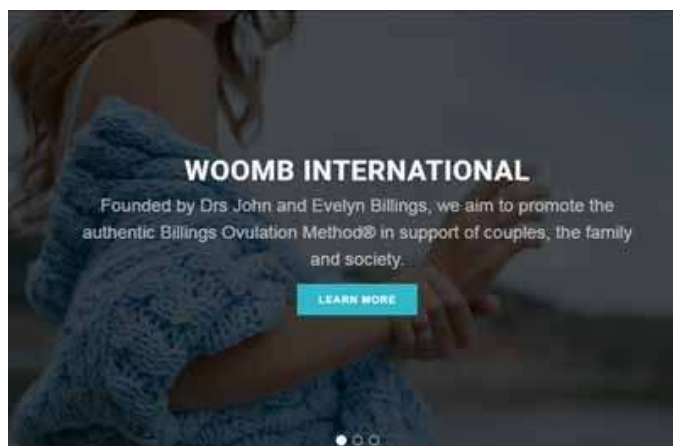 WOOMB INTERNATIONAL
Founded by Drs John and Evelyn Billings, we aim to promote the
authentic Billings Ovulation Method® in support of couples, the family
and society.
LEARN MORE